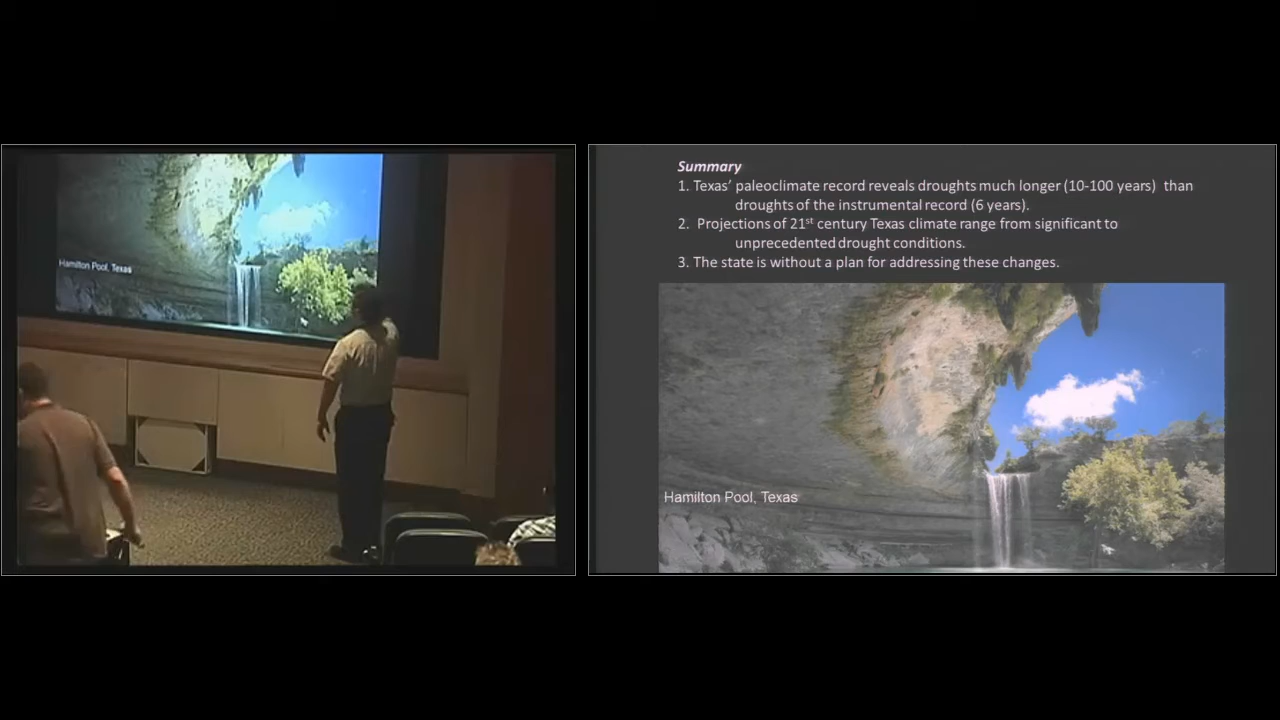 Hamilton Pool, Texas
Summary
1. Texas’ paleoclimate record reveals droughts much longer (10-100 years) than
droughts of the instrumental record (6 years).
2. Projections of 21st century Texas climate range from significant to
unprecedented drought conditions.
3. The state is without a plan for addressing these changes.
Hamilton Pool, Texas